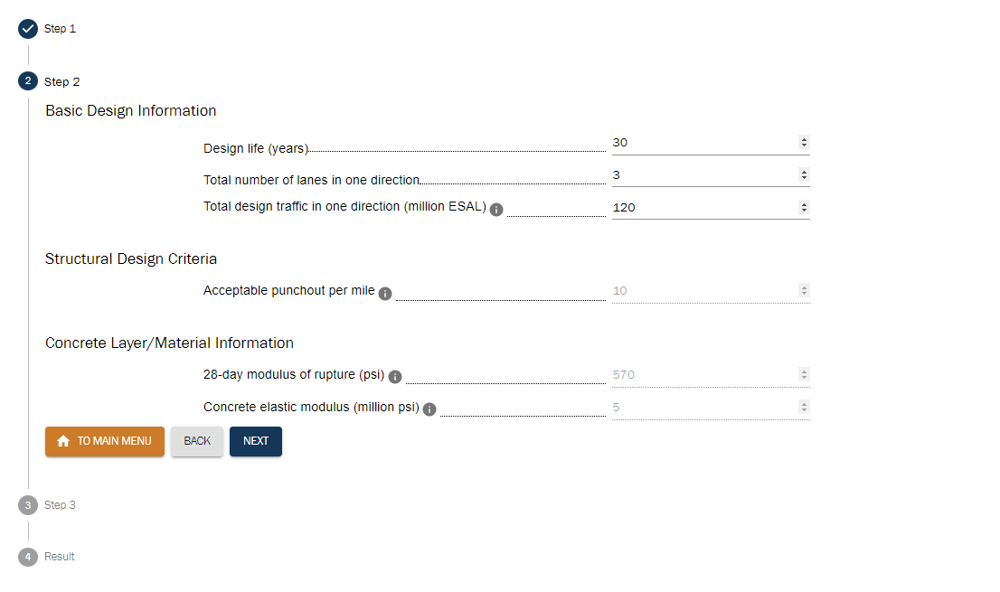 Step 1
2 Step 2
Basic Design Information
Design life (years) 30
Total number of lanes in one direction 3
Total design traffic in one direction (million ESAL) i 120
Structural Design Criteria
Acceptable punchout per mile i 10
Concrete Layer/Material Information
28-day modulus of rupture (psi) i 570
Concrete elastic modulus (million psi) i 5
TO MAIN MENU BACK NEXT
3 Step 3
4 Result